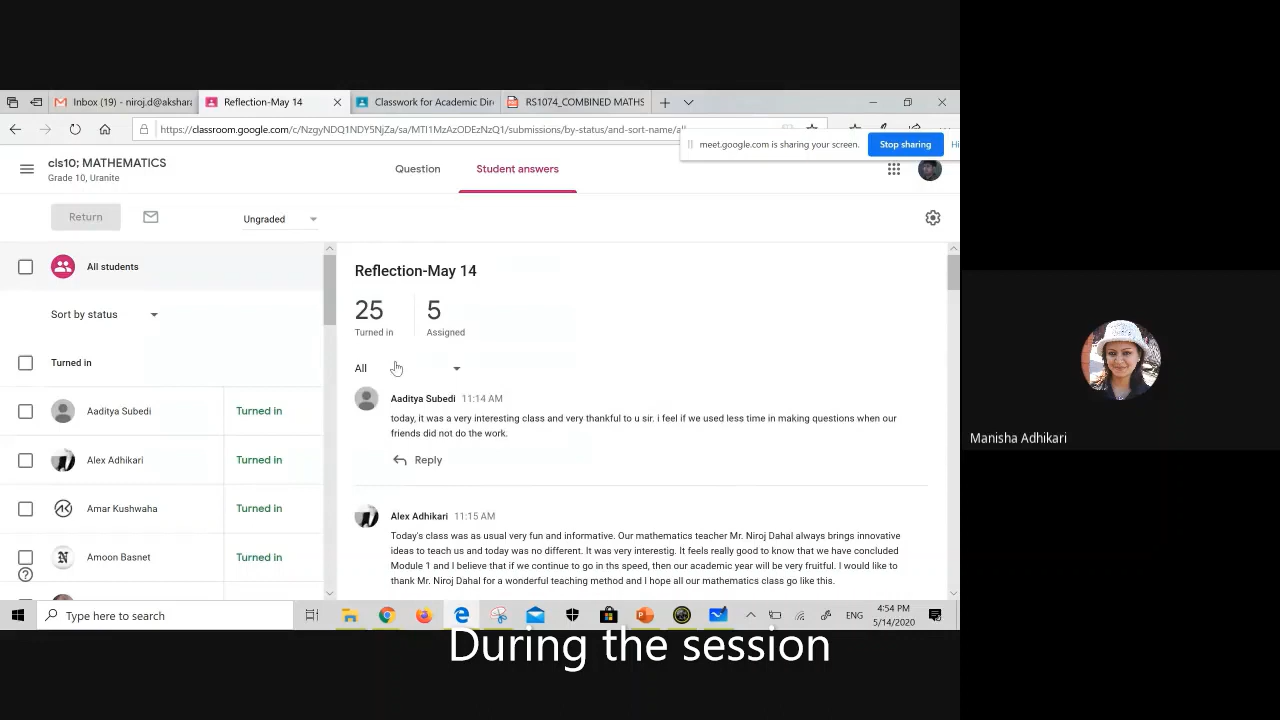 Inbox (19) - niroj.d@akshara
Reflection-May 14
Classwork for Academic Dire
RS1074_COMBINED MATHS
https://classroom.google.com/c/NzgyNDQ1NDY5NjZa/sa/MTI1MzAzODEzNzQ1/submissions/by-status/and-sort-name/all
meet.google.com is sharing your screen.
Stop sharing
Hi
cls10; MATHEMATICS
Grade 10, Uranite
Question
Student answers
Return
Ungraded
All students
Sort by status
Turned in
Aaditya Subedi
Turned in
Alex Adhikari
Turned in
Amar Kushwaha
Turned in
Amoon Basnet
Turned in
Reflection-May 14
25
5
Turned in
Assigned
All
Aaditya Subedi 11:14 AM
today, it was a very interesting class and very thankful to u sir. i feel if we used less time in making questions when our
friends did not do the work.
Reply
Alex Adhikari 11:15 AM
Today's class was as usual very fun and informative. Our mathematics teacher Mr. Niroj Dahal always brings innovative
ideas to teach us and today was no different. It was very interestig. It feels really good to know that we have concluded
Module 1 and I believe that if we continue to go in ths speed, then our academic year will be very fruitful. I would like to
thank Mr. Niroj Dahal for a wonderful teaching method and I hope all our mathematics class go like this.
Manisha Adhikari
Type here to search
ENG
4:54 PM
5/14/2020
During the session